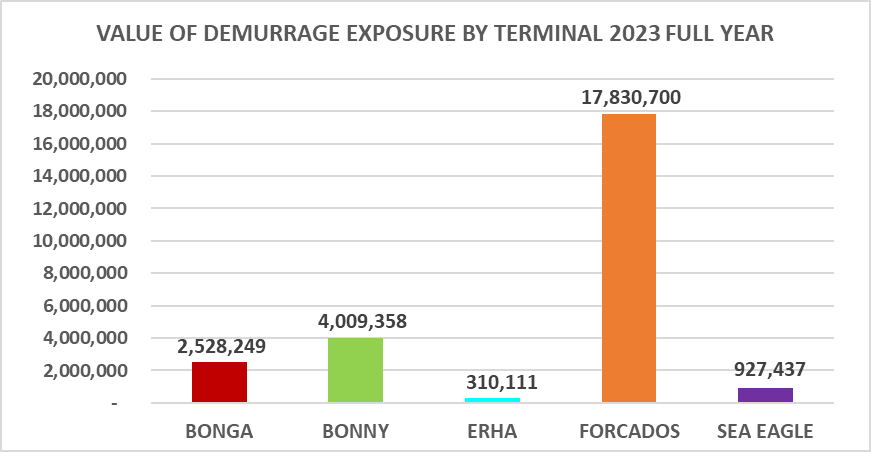 VALUE OF DEMURRAGE EXPOSURE BY TERMINAL 2023 FULL YEAR
20,000,000
18,000,000
16,000,000
14,000,000
12,000,000
10,000,000
8,000,000
6,000,000
4,000,000
2,000,000
-
2,528,249
4,009,358
310,111
17,830,700
927,437
BONGA
BONNY
ERHA
FORCADOS
SEA EAGLE